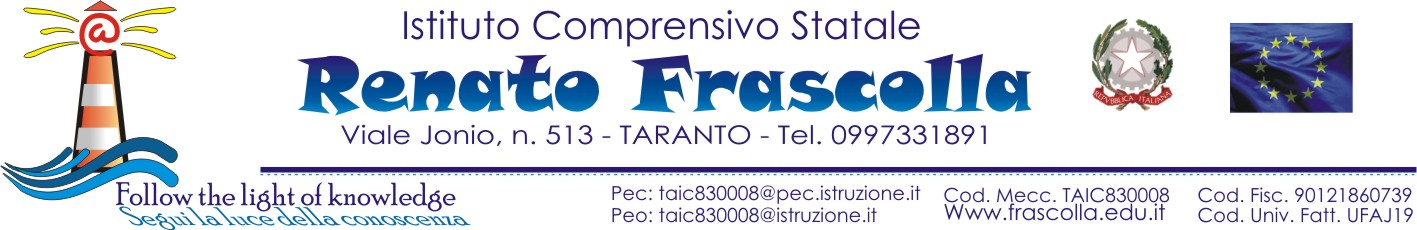 @
Istituto Comprensivo Statale
Renato Frascolla
REPVBBLICA ITALIANA
Viale Jonio, n. 513 - TARANTO - Tel. 0997331891
Follow the light of knowledge
Segui la luce della conoscenza
Pec: taic830008@pec.istruzione.it
Peo: taic830008@istruzione.it
Cod. Mecc. TAIC830008
Www.frascolla.edu.it
Cod. Fisc. 90121860739
Cod. Univ. Fatt. UFAJ19